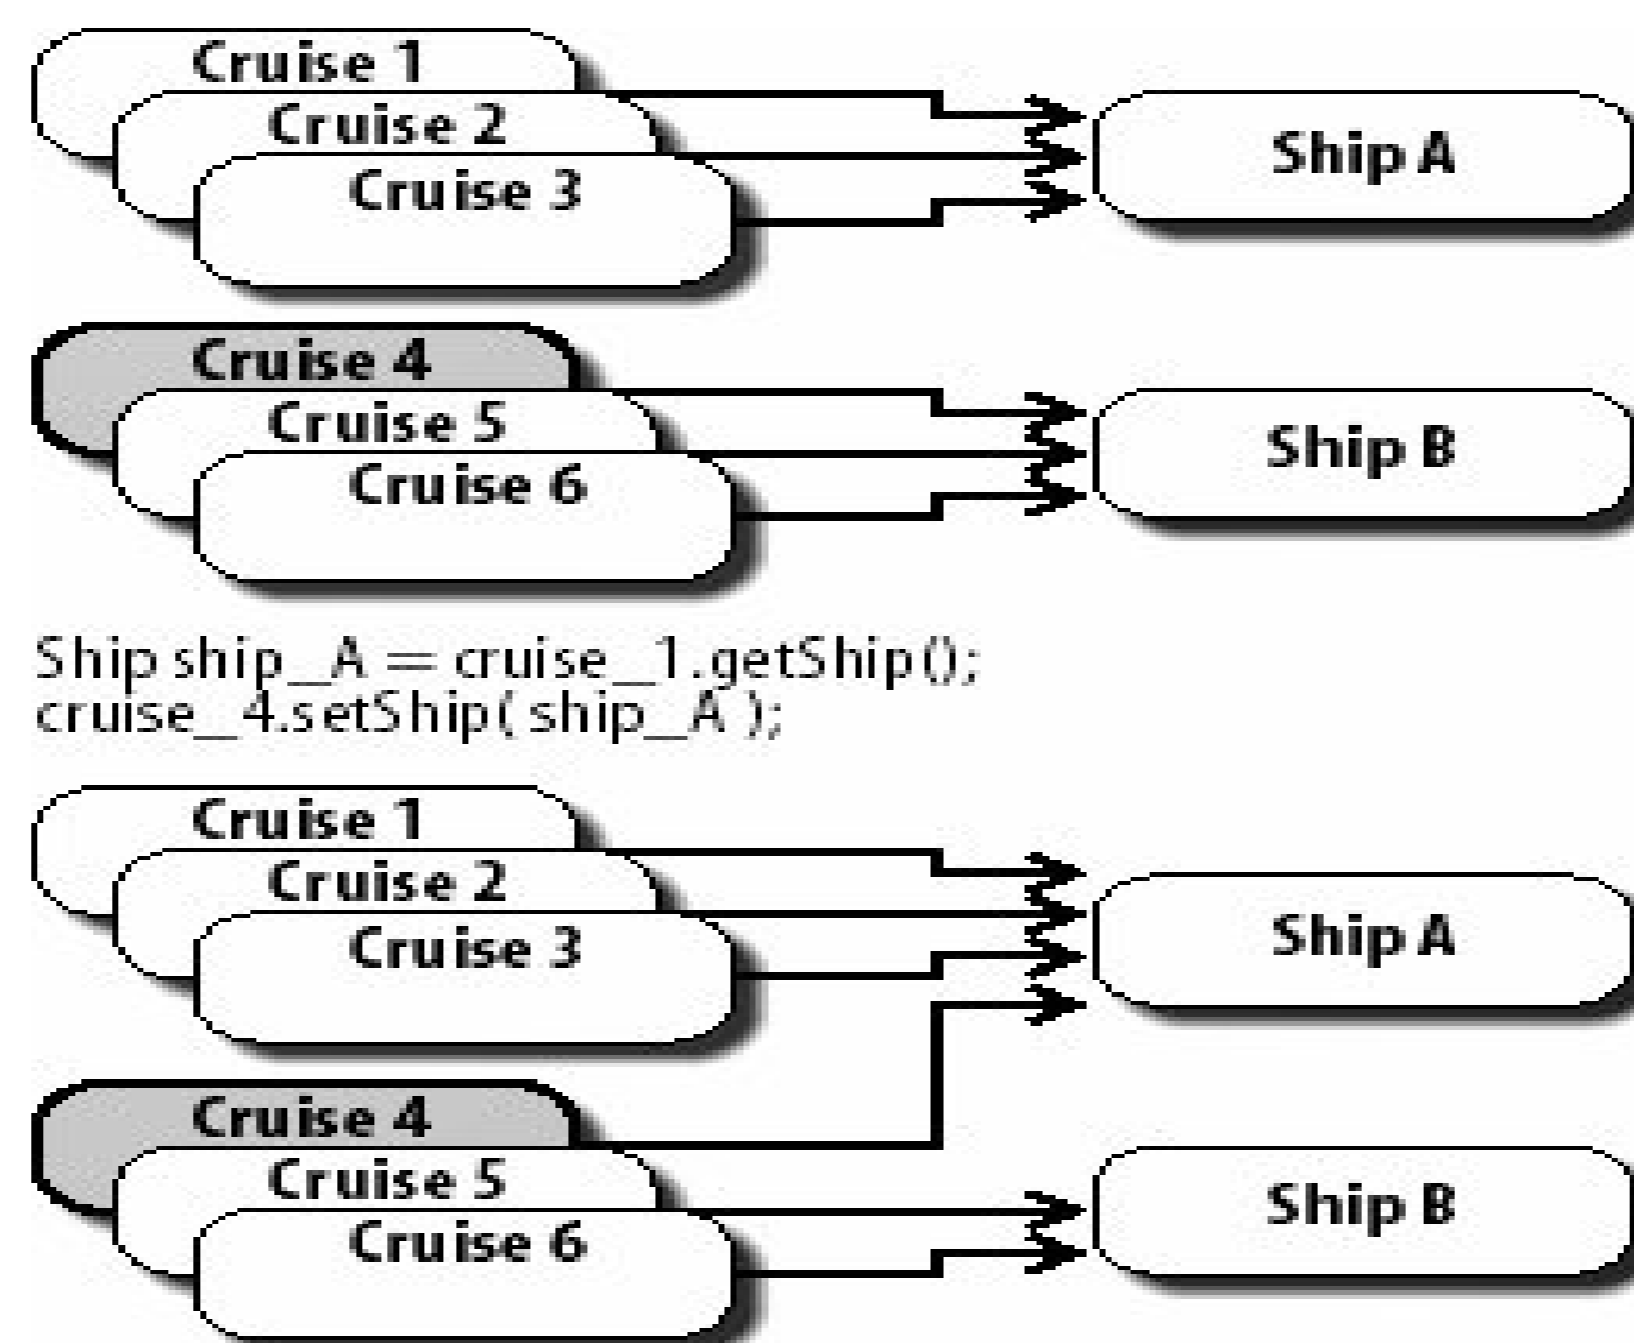 Cruise 1
Cruise 2
Cruise 3
Ship A
Cruise 4
Cruise 5
Cruise 6
Ship B
Ship ship_A = cruise_1.getShip();
cruise_4.setShip( ship_A );
Cruise 1
Cruise 2
Cruise 3
Ship A
Cruise 4
Cruise 5
Cruise 6
Ship B